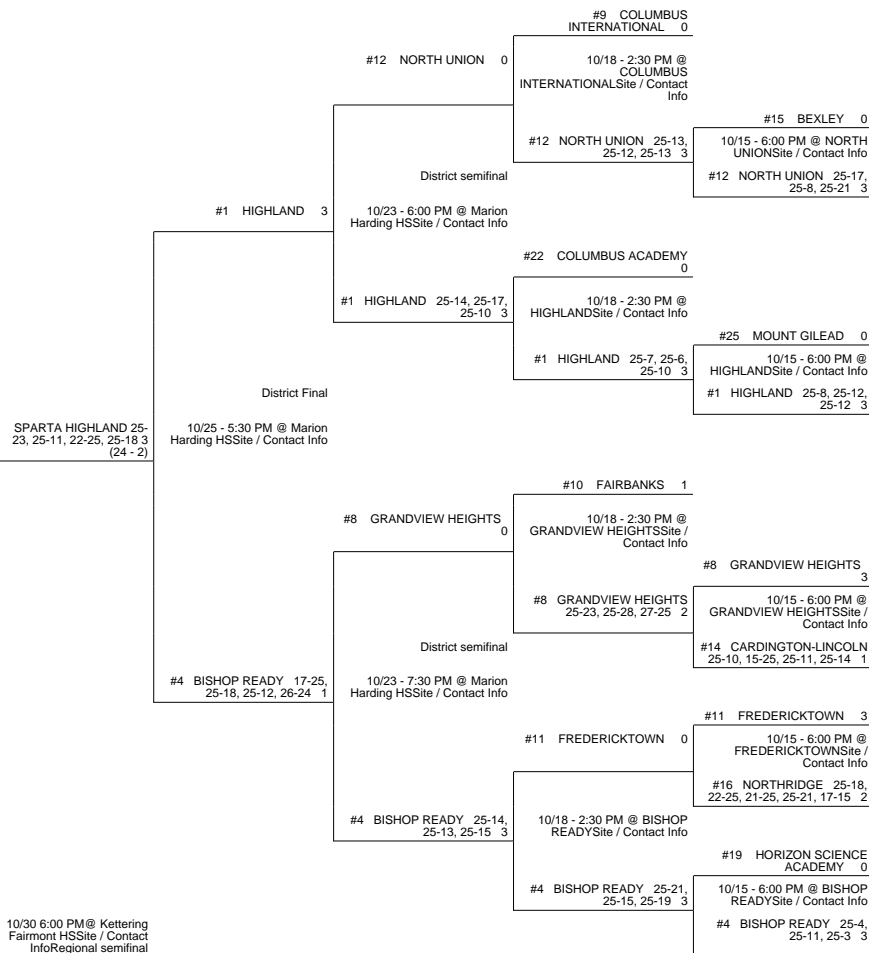 #9 COLUMBUS
INTERNATIONAL 0
#12 NORTH UNION 0
10/18 - 2:30 PM @
COLUMBUS
INTERNATIONALSite / Contact
Info
#15 BEXLEY 0
#12 NORTH UNION 25-13,
25-12, 25-13 3
10/15 - 6:00 PM @ NORTH
UNIONSite / Contact Info
District semifinal
#12 NORTH UNION 25-17,
25-8, 25-21 3
#1 HIGHLAND 3
10/23 - 6:00 PM @ Marion
Harding HSSite / Contact Info
#22 COLUMBUS ACADEMY
0
#1 HIGHLAND 25-14, 25-17,
25-10 3
10/18 - 2:30 PM @
HIGHLANDSite / Contact Info
#25 MOUNT GILEAD 0
#1 HIGHLAND 25-7, 25-6,
25-10 3
10/15 - 6:00 PM @
HIGHLANDSite / Contact Info
District Final
#1 HIGHLAND 25-8, 25-12,
25-12 3
SPARTA HIGHLAND 25-
23, 25-11, 22-25, 25-18 3
(24 - 2)
10/25 - 5:30 PM @ Marion
Harding HSSite / Contact Info
#10 FAIRBANKS 1
#8 GRANDVIEW HEIGHTS
0
10/18 - 2:30 PM @
GRANDVIEW HEIGHTSSite /
Contact Info
#8 GRANDVIEW HEIGHTS
3
#8 GRANDVIEW HEIGHTS
25-23, 25-28, 27-25 2
10/15 - 6:00 PM @
GRANDVIEW HEIGHTSSite /
Contact Info
District semifinal
#14 CARDINGTON-LINCOLN
25-10, 15-25, 25-11, 25-14 1
#4 BISHOP READY 17-25,
25-18, 25-12, 26-24 1
10/23 - 7:30 PM @ Marion
Harding HSSite / Contact Info
#11 FREDERICKTOWN 3
#11 FREDERICKTOWN 0
10/15 - 6:00 PM @
FREDERICKTOWNSite /
Contact Info
#16 NORTHRIDGE 25-18,
22-25, 21-25, 25-21, 17-15 2
#4 BISHOP READY 25-14,
25-13, 25-15 3
10/18 - 2:30 PM @ BISHOP
READYSite / Contact Info
#19 HORIZON SCIENCE
ACADEMY 0
#4 BISHOP READY 25-21,
25-15, 25-19 3
10/15 - 6:00 PM @ BISHOP
READYSite / Contact Info
10/30 6:00 PM@ Kettering
Fairmont HSSite / Contact
InfoRegional semifinal
#4 BISHOP READY 25-4,
25-11, 25-3 3